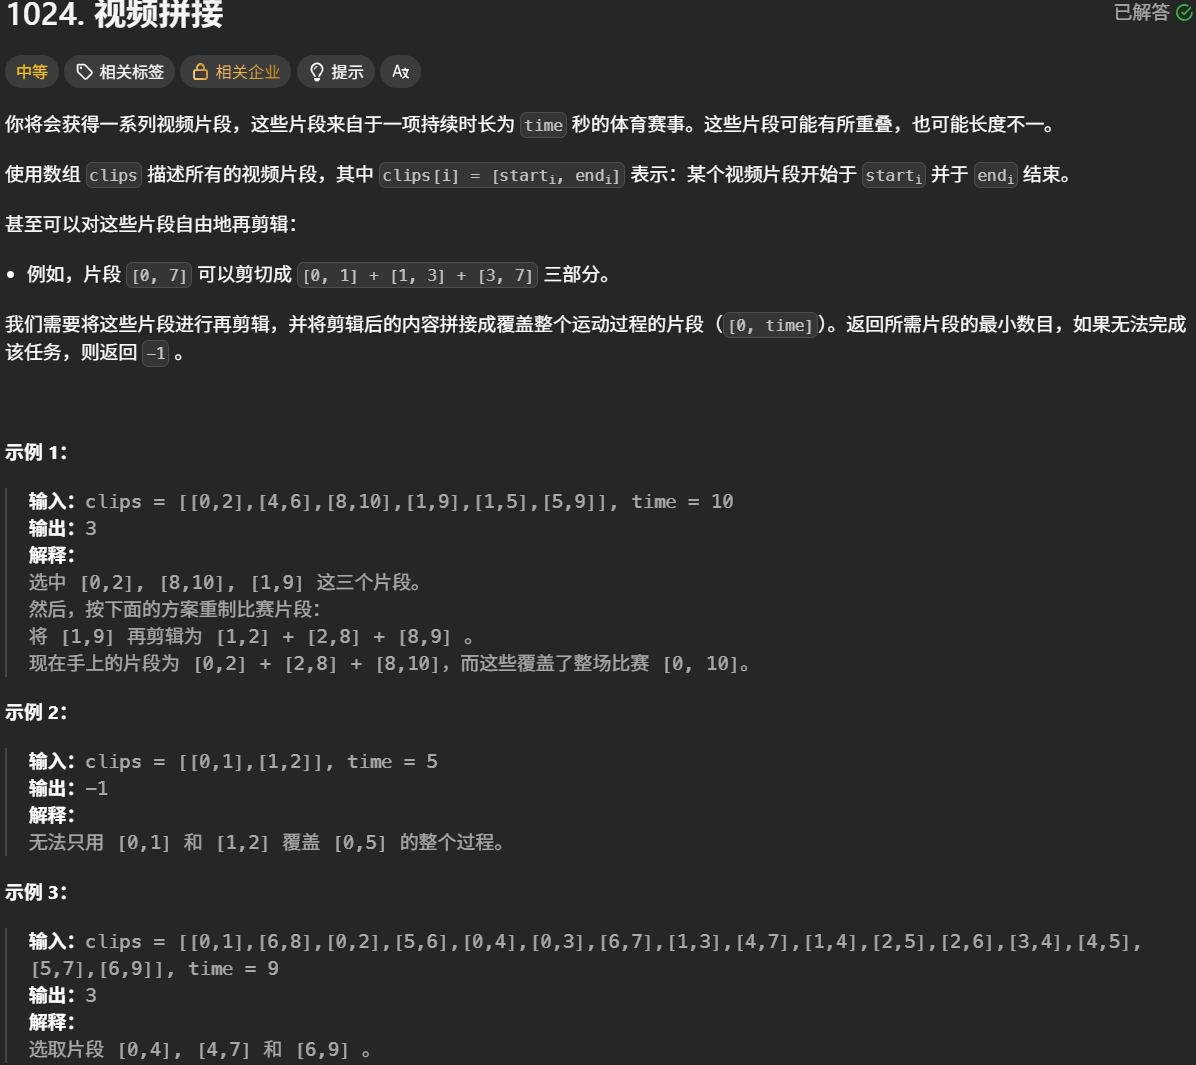 1024. 视频拼接
已解答
中等
相关标签
相关企业
提示
你将会获得一系列视频片段，这些片段来自于一项持续时长为 time 秒的体育赛事。这些片段可能有所重叠，也可能长度不一。
使用数组 clips 描述所有的视频片段，其中 clips[i] = [starti, endi] 表示：某个视频片段开始于 starti 并于 endi 结束。
甚至可以对这些片段自由地再剪辑：
• 例如，片段 [0, 7] 可以剪切成 [0, 1] + [1, 3] + [3, 7] 三部分。
我们需要将这些片段进行再剪辑，并将剪辑后的内容拼接成覆盖整个运动过程的片段（[0, time]）。返回所需片段的最小数目，如果无法完成
该任务，则返回 -1 。
示例 1：
输入：clips = [[0,2],[4,6],[8,10],[1,9],[1,5],[5,9]], time = 10
输出：3
解释：
选中 [0,2], [8,10], [1,9] 这三个片段。
然后，按下面的方案重制比赛片段：
将 [1,9] 再剪辑为 [1,2] + [2,8] + [8,9] 。
现在手上的片段为 [0,2] + [2,8] + [8,10]，而这些覆盖了整场比赛 [0, 10]。
示例 2：
输入：clips = [[0,1],[1,2]], time = 5
输出：-1
解释：
无法只用 [0,1] 和 [1,2] 覆盖 [0,5] 的整个过程。
示例 3：
输入：clips = [[0,1],[6,8],[0,2],[5,6],[0,4],[0,3],[6,7],[1,3],[4,7],[1,4],[2,5],[2,6],[3,4],[4,5],
[5,7],[6,9]], time = 9
输出：3
解释：
选取片段 [0,4], [4,7] 和 [6,9] 。